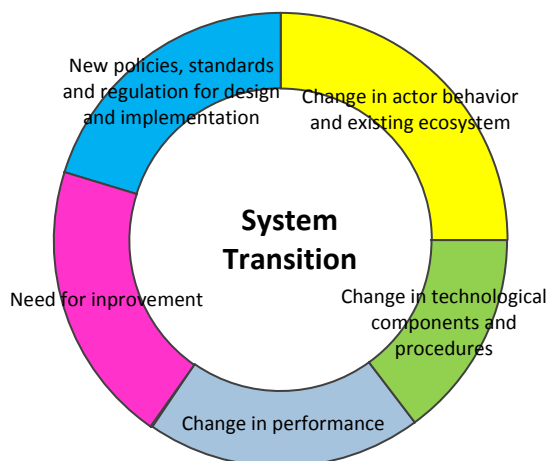 New policies, standards
and regulation for design
and implementation
Change in actor behavior
and existing ecosystem
System
Transition
Need for inprovement
Change in technological
components and
procedures
Change in performance